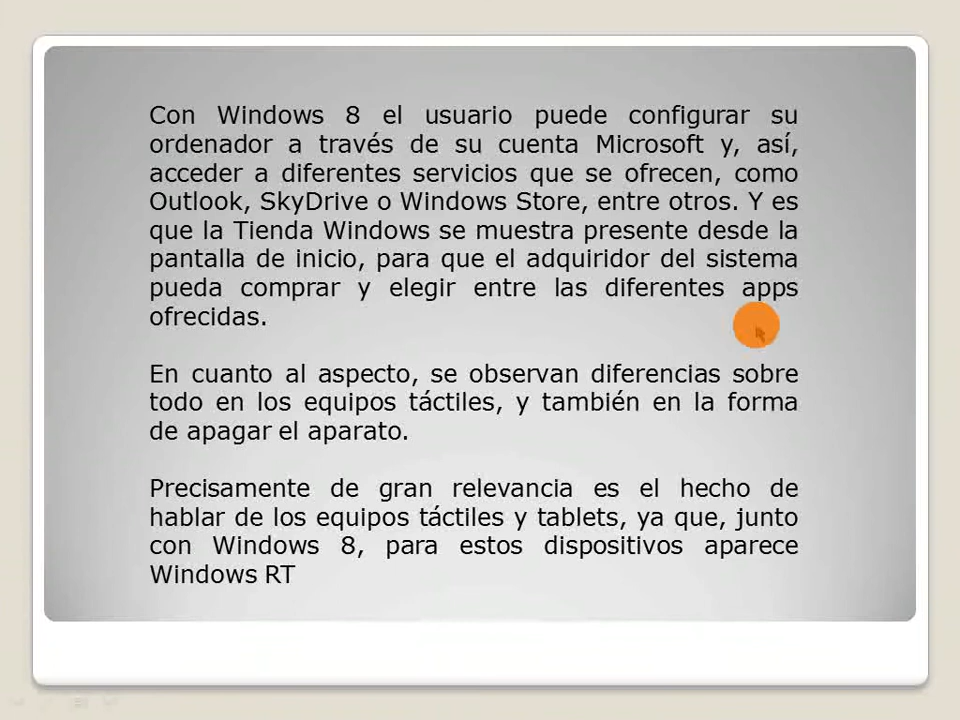 Con Windows 8 el usuario puede configurar su
ordenador a través de su cuenta Microsoft y, así,
acceder a diferentes servicios que se ofrecen, como
Outlook, SkyDrive o Windows Store, entre otros. Y es
que la Tienda Windows se muestra presente desde la
pantalla de inicio, para que el adquiridor del sistema
pueda comprar y elegir entre las diferentes apps
ofrecidas.
En cuanto al aspecto, se observan diferencias sobre
todo en los equipos táctiles, y también en la forma
de apagar el aparato.
Precisamente de gran relevancia es el hecho de
hablar de los equipos táctiles y tablets, ya que, junto
con Windows 8, para estos dispositivos aparece
Windows RT